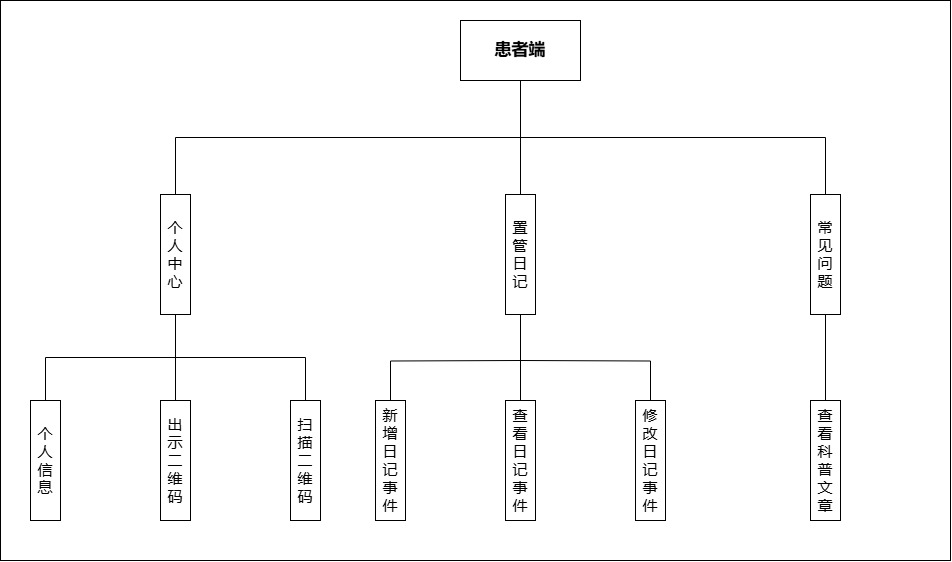 患者端
个人中心
置管日记
常见问题
个人信息
出示二维码
扫描二维码
新增日记事件
查看日记事件
修改日记事件
查看科普文章